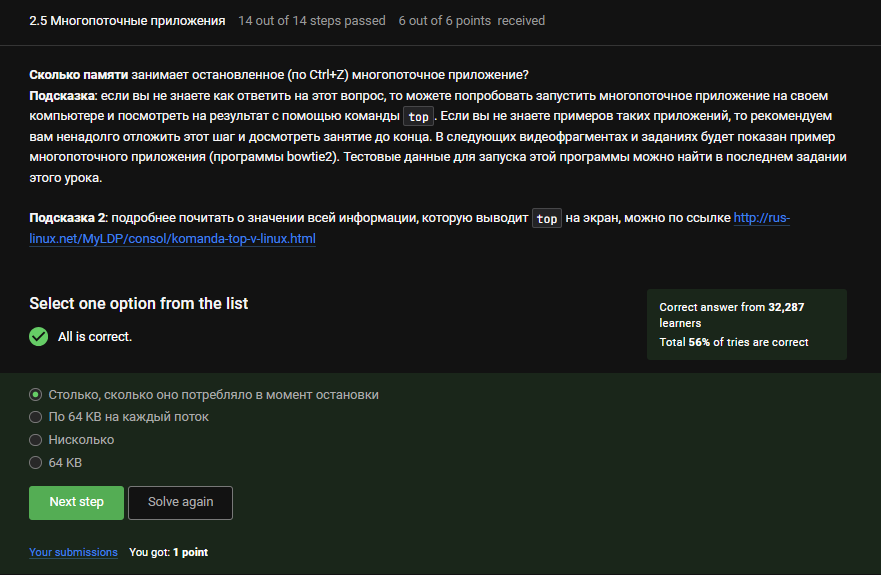 2.5 Многопоточные приложения 14 out of 14 steps passed 6 out of 6 points received
Сколько памяти занимает остановленное (по Ctrl+Z) многопоточное приложение?
Подсказка: если вы не знаете как ответить на этот вопрос, то можете попробовать запустить многопоточное приложение на своем
компьютере и посмотреть на результат с помощью команды top. Если вы не знаете примеров таких приложений, то рекомендуем
вам ненадолго отложить этот шаг и досмотреть занятие до конца. В следующих видеофрагментах и заданиях будет показан пример
многопоточного приложения (программы bowtie2). Тестовые данные для запуска этой программы можно найти в последнем задании
этого урока.
Подсказка 2: подробнее почитать о значении всей информации, которую выводит top на экран, можно по ссылке http://rus-
linux.net/MyLDP/consol/komanda-top-v-linux.html
Select one option from the list
All is correct.
Correct answer from 32,287
learners
Total 56% of tries are correct
Столько, сколько оно потребляло в момент остановки
По 64 KB на каждый поток
Нисколько
64 KB
Next step Solve again
Your submissions You got: 1 point